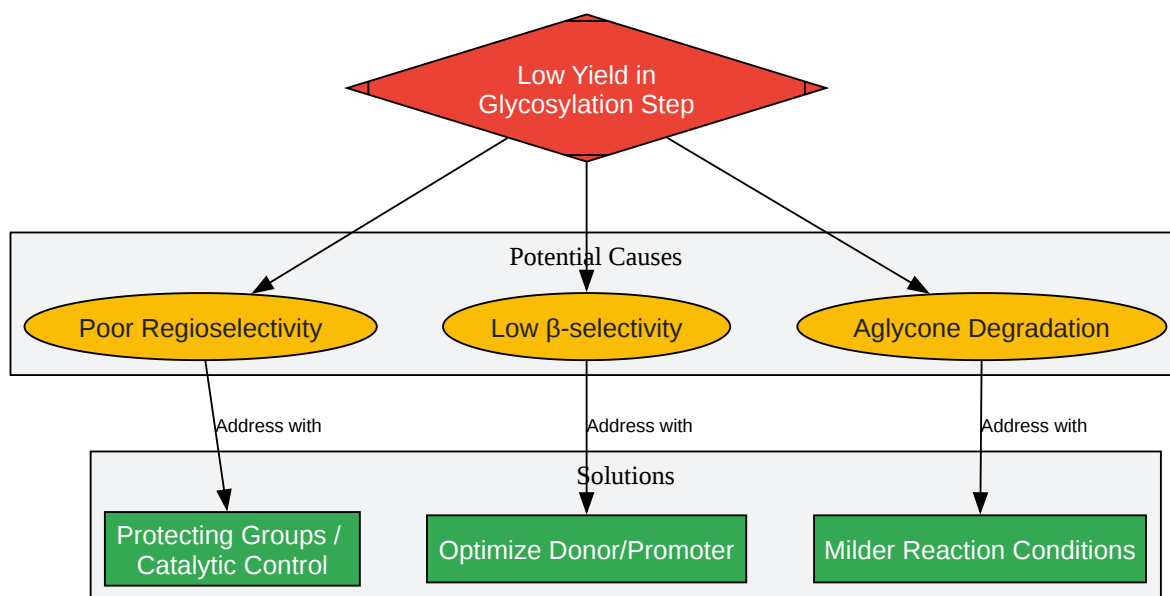 Low Yield in
Glycosylation Step
Potential Causes
Poor Regioselectivity
Low β-selectivity
Aglycone Degradation
Address with
Address with
Address with
Solutions
Protecting Groups /
Catalytic Control
Optimize Donor/Promoter
Milder Reaction Conditions